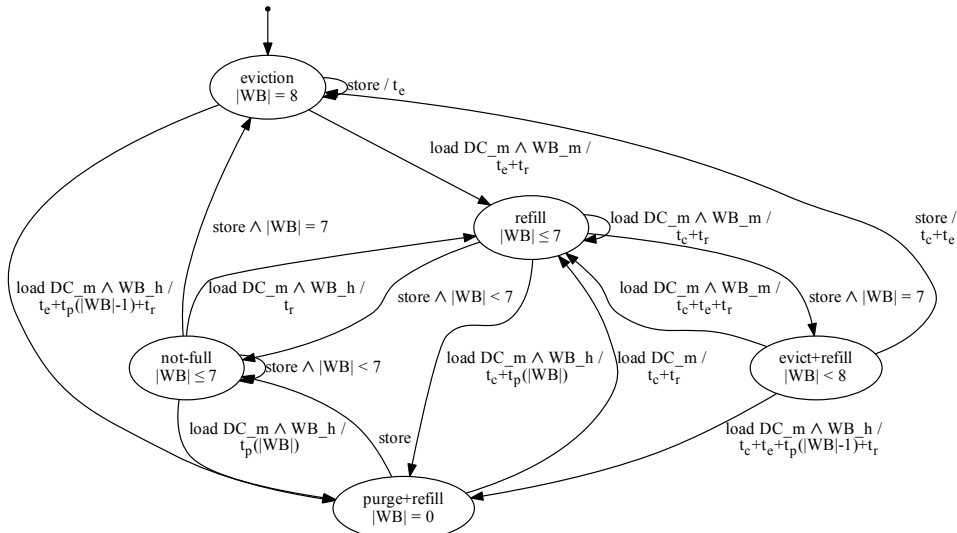 eviction
|WB| = 8
store / t_e
load DC_m ∧ WB_m /
t_e+t_r
refill
|WB| ≤ 7
load DC_m ∧ WB_m /
t_c+t_r
store /
t_c+t_e
store ∧ |WB| = 7
load DC_m ∧ WB_h /
t_e+t_p(|WB|-1)+t_r
load DC_m ∧ WB_h /
t_r
store ∧ |WB| < 7
load DC_m ∧ WB_m /
t_c+t_e+t_r
store ∧ |WB| = 7
not-full
|WB| ≤ 7
store ∧ |WB| < 7
load DC_m ∧ WB_h /
t_c+t_p(|WB|)
load DC_m /
t_c+t_r
evict+refill
|WB| < 8
load DC_m ∧ WB_h /
t_p(|WB|)
store
load DC_m ∧ WB_h /
t_c+t_e+t_p(|WB|-1)+t_r
purge+refill
|WB| = 0